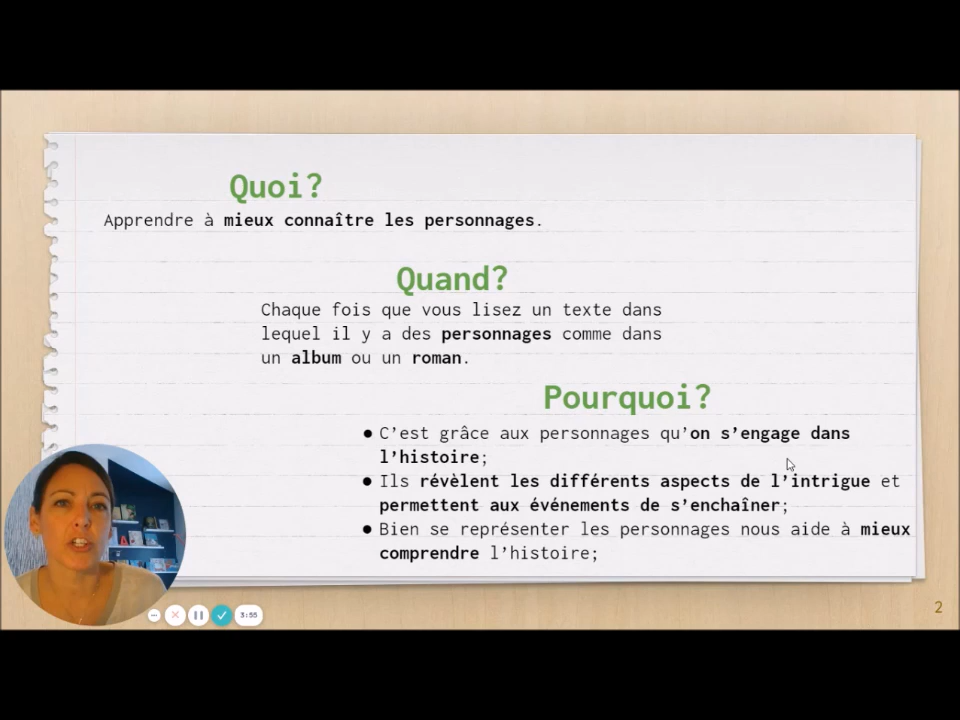 Quoi?
Apprendre à mieux connaître les personnages.
Quand?
Chaque fois que vous lisez un texte dans
lequel il y a des personnages comme dans
un album ou un roman.
Pourquoi?
● C’est grâce aux personnages qu’on s’engage dans
l’histoire;
● Ils révèlent les différents aspects de l’intrigue et
permettent aux événements de s’enchaîner;
● Bien se représenter les personnages nous aide à mieux
comprendre l’histoire;
3:55
2